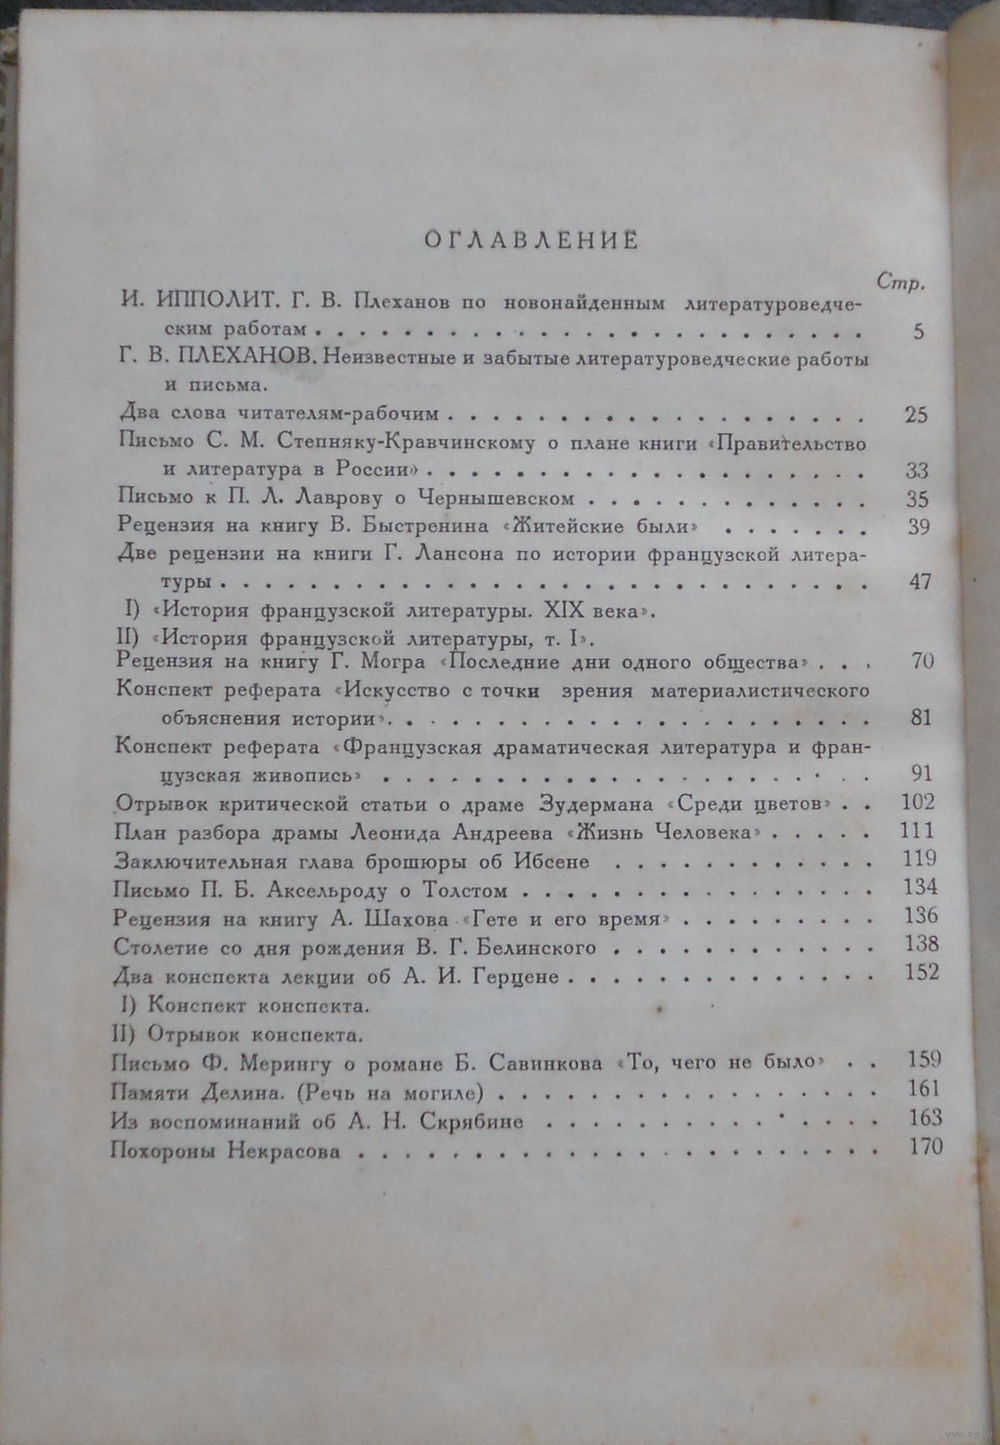 ОГЛАВЛЕНИЕ
Стр.
И. ИППОЛИТ. Г. В. Плеханов по новонайденным литературоведче-
ским работам . . . . . . . . . . . . . . . . . . . . . . . . 5
Г. В. ПЛЕХАНОВ. Неизвестные и забытые литературоведческие работы
и письма.
Два слова читателям-рабочим . . . . . . . . . . . . . . . . . . 25
Письмо С. М. Степняку-Кравчинскому о плане книги «Правительство
и литература в России» . . . . . . . . . . . . . . . . . . . 33
Письмо к П. Л. Лаврову о Чернышевском . . . . . . . . . . . . 35
Рецензия на книгу В. Быстренина «Житейские были» . . . . . . . 39
Две рецензии на книги Г. Лансона по истории французской литера-
туры . . . . . . . . . . . . . . . . . . . . . . . . . . . . 47
I) «История французской литературы. XIX века».
II) «История французской литературы, т. I».
Рецензия на книгу Г. Могра «Последние дни одного общества» . . . 70
Конспект реферата «Искусство с точки зрения материалистического
объяснения истории». . . . . . . . . . . . . . . . . . . . . 81
Конспект реферата «Французская драматическая литература и фран-
цузская живопись» . . . . . . . . . . . . . . . . . . . . . 91
Отрывок критической статьи о драме Зудермана «Среди цветов» . . 102
План разбора драмы Леонида Андреева «Жизнь Человека» . . . . . 111
Заключительная глава брошюры об Ибсене . . . . . . . . . . . . 119
Письмо П. Б. Аксельроду о Толстом . . . . . . . . . . . . . . . . 134
Рецензия на книгу А. Шахова «Гете и его время» . . . . . . . . . 136
Столетие со дня рождения В. Г. Белинского . . . . . . . . . . . . 138
Два конспекта лекции об А. И. Герцене . . . . . . . . . . . . . . 152
I) Конспект конспекта.
II) Отрывок конспекта.
Письмо Ф. Мерингу о романе Б. Савинкова «То, чего не было» . . 159
Памяти Делина. (Речь на могиле) . . . . . . . . . . . . . . . . . 161
Из воспоминаний об А. Н. Скрябине . . . . . . . . . . . . . . . 163
Похороны Некрасова . . . . . . . . . . . . . . . . . . . . . . . 170